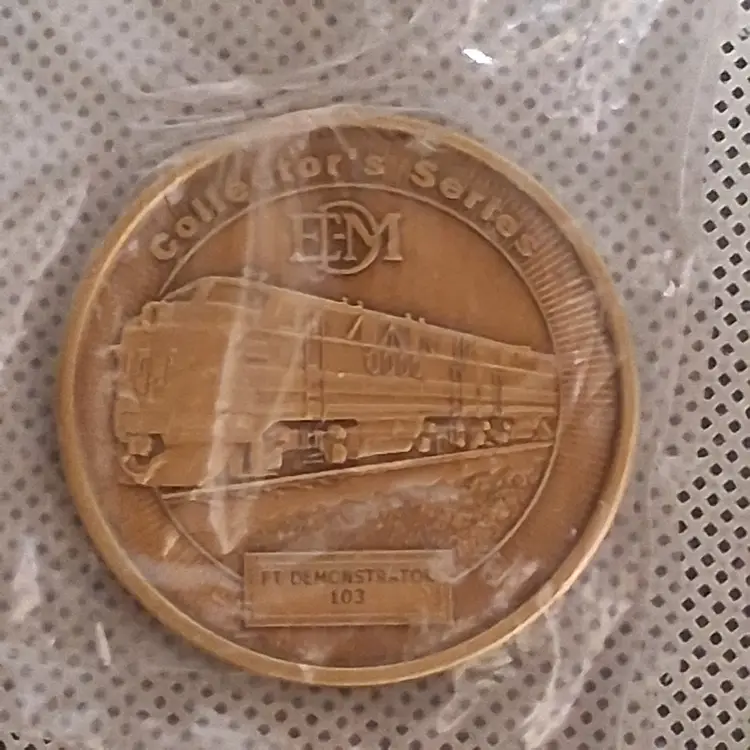 Collector's Series
EMD
FT DEMONSTRATOR
103